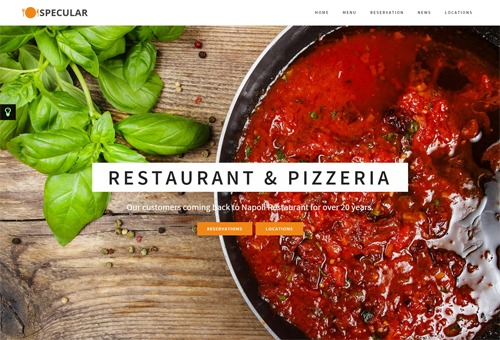 SPECULAR
HOME MENU RESERVATION NEWS LOCATIONS
RESTAURANT & PIZZERIA
Our customers coming back to Napoli Restaurant for over 20 years.
RESERVATIONS LOCATIONS